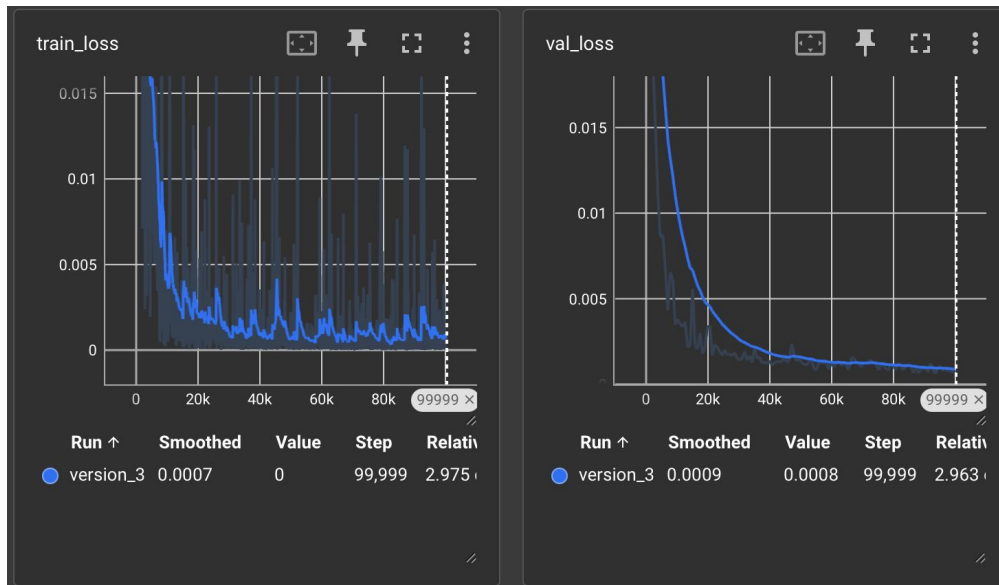 train_loss
0.015
0.01
0.005
0
0 20k 40k 60k 80k 99999 ×
Run ↑ Smoothed Value Step Relativ
version_3 0.0007 0 99,999 2.975
val_loss
0.015
0.01
0.005
0 20k 40k 60k 80k 99999 ×
Run ↑ Smoothed Value Step Relativ
version_3 0.0009 0.0008 99,999 2.963